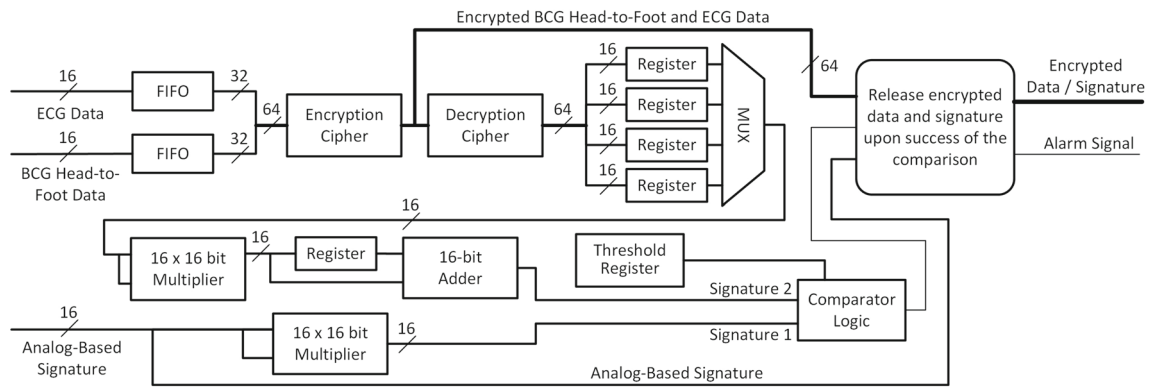 Encrypted BCG Head-to-Foot and ECG Data
16
ECG Data
FIFO
32
16
BCG Head-to-
Foot Data
FIFO
32
64
Encryption
Cipher
Decryption
Cipher
64
16
Register
16
Register
16
Register
16
Register
MUX
64
Release encrypted
data and signature
upon success of the
comparison
Encrypted
Data / Signature
Alarm Signal
16
16 x 16 bit
Multiplier
16
Register
16-bit
Adder
Threshold
Register
Signature 2
Signature 1
Comparator
Logic
16
Analog-Based
Signature
16 x 16 bit
Multiplier
16
Analog-Based Signature